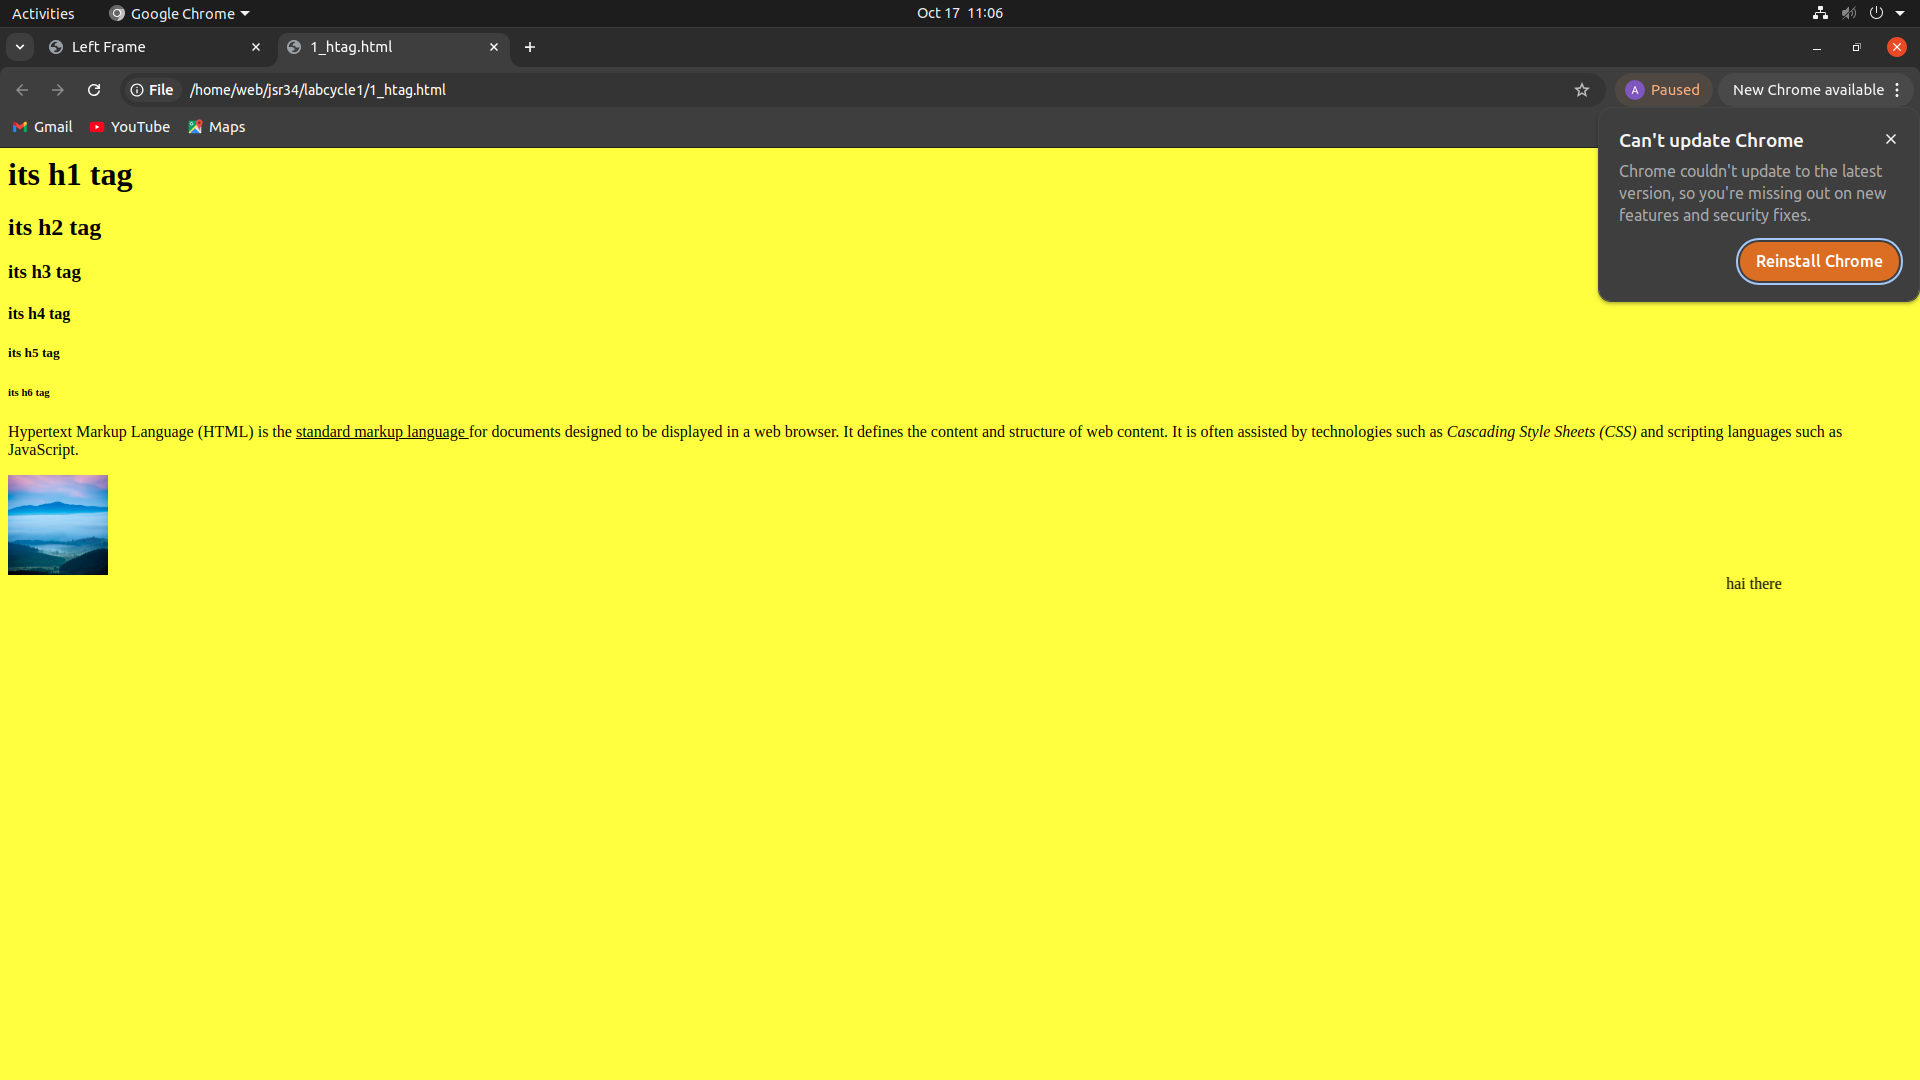 Activities
Google Chrome
Oct 17 11:06
Left Frame
1_htag.html
File
/home/web/jsr34/labcycle1/1_htag.html
A
Paused
New Chrome available
Gmail
YouTube
Maps
Can't update Chrome
Chrome couldn't update to the latest
version, so you're missing out on new
features and security fixes.
Reinstall Chrome
its h1 tag
its h2 tag
its h3 tag
its h4 tag
its h5 tag
its h6 tag
Hypertext Markup Language (HTML) is the standard markup language for documents designed to be displayed in a web browser. It defines the content and structure of web content. It is often assisted by technologies such as Cascading Style Sheets (CSS) and scripting languages such as
JavaScript.
hai there